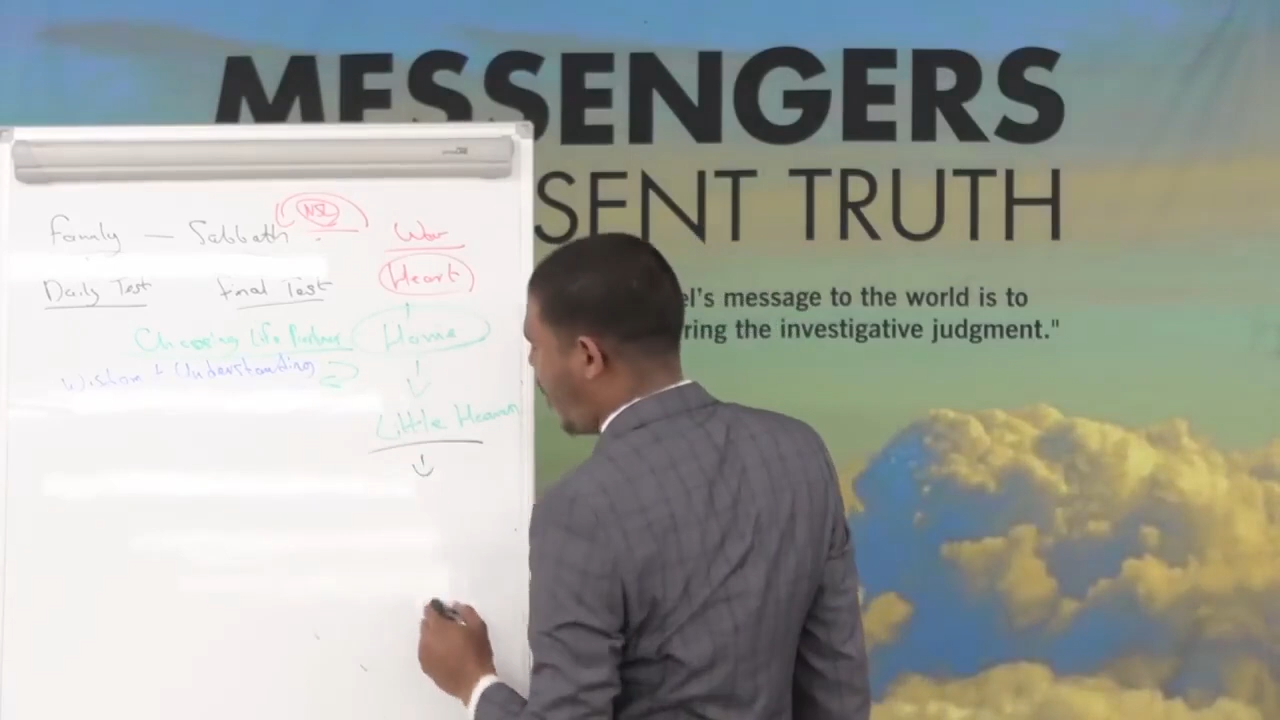 MESSENGERS
SENT TRUTH
el's message to the world is to
ring the investigative judgment."
NSL
Family — Sabbath War
Daily Test Final Test Heart
Choosing Life Partner Home
Wisdom + Understanding
Little Heaven